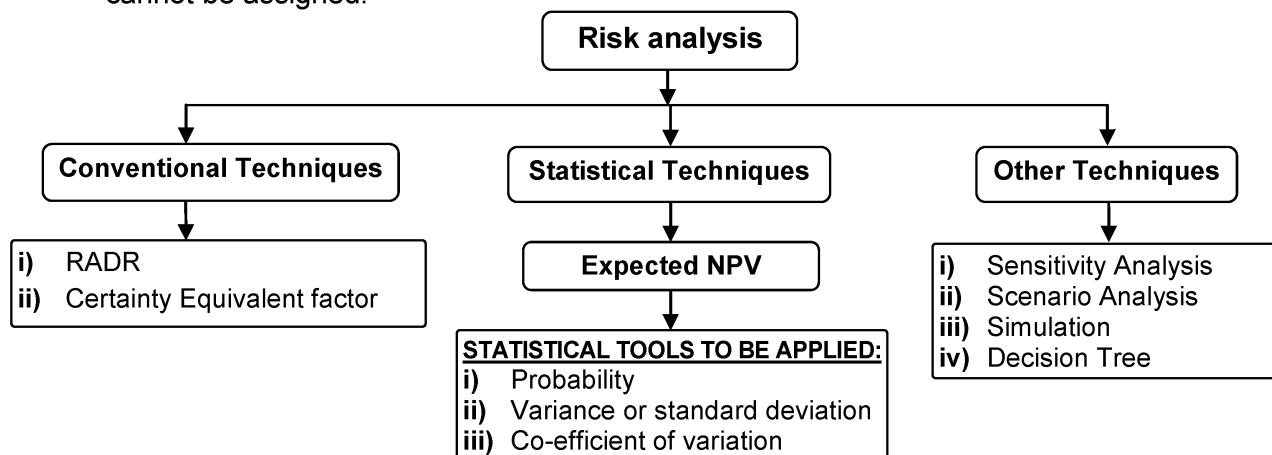 cannot be assigned.
Risk analysis
Conventional Techniques
i) RADR
ii) Certainty Equivalent factor
Statistical Techniques
Expected NPV
STATISTICAL TOOLS TO BE APPLIED:
i) Probability
ii) Variance or standard deviation
iii) Co-efficient of variation
Other Techniques
i) Sensitivity Analysis
ii) Scenario Analysis
iii) Simulation
iv) Decision Tree